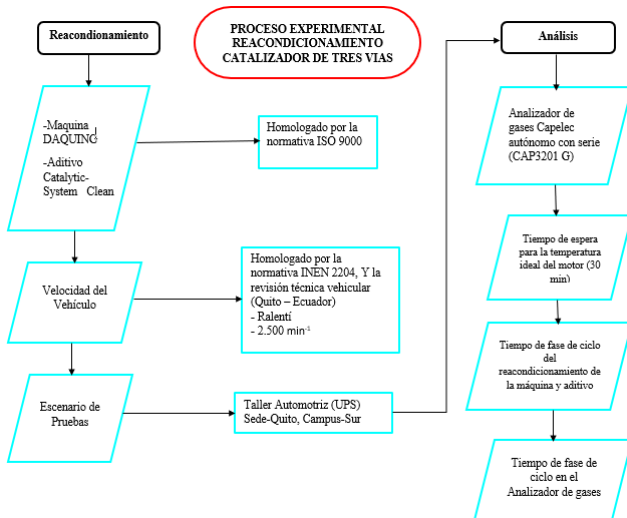 Reacondionamiento
PROCESO EXPERIMENTAL
REACONDICIONAMIENTO
CATALIZADOR DE TRES VIAS
Análisis
-Maquina
DAQUING
-Aditivo
Catalytic-
System Clean
Homologado por la
normativa ISO 9000
Velocidad del
Vehículo
Homologado por la
normativa INEN 2204, Y la
revisión técnica vehicular
(Quito – Ecuador)
- Ralentí
- 2.500 min⁻¹
Escenario de
Pruebas
Taller Automotriz (UPS)
Sede-Quito, Campus-Sur
Analizador de
gases Capelec
autónomo con serie
(CAP3201 G)
Tiempo de espera
para la temperatura
ideal del motor (30
min)
Tiempo de fase de ciclo
del
reacondicionamiento de
la máquina y aditivo
Tiempo de fase de
ciclo en el
Analizador de gases